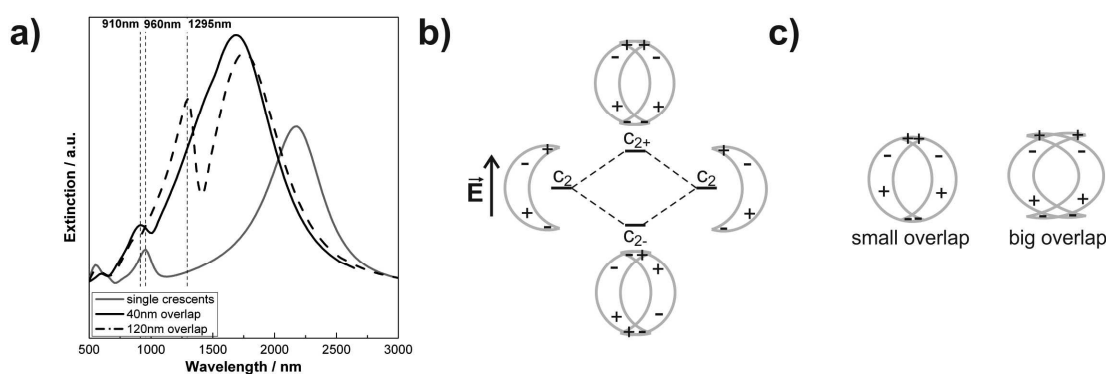 a)
910nm 960nm 1295nm
Extinction / a.u.
single crescents
40nm overlap
120nm overlap
500 1000 1500 2000 2500 3000
Wavelength / nm
b)
+ +
- -
+ +
- -
C2+
+ +
- -
C2 C2
E
+ +
- -
C2-
- +
- +
+ -
+ -
c)
++
- -
+ +
--
small overlap
+ +
- -
+ +
- -
big overlap